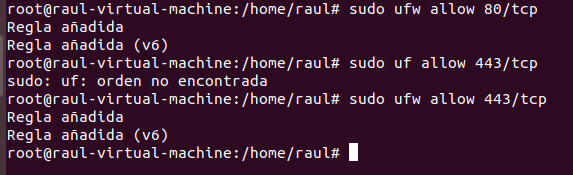 root@raul-virtual-machine:/home/raul# sudo ufw allow 80/tcp
Regla añadida
Regla añadida (v6)
root@raul-virtual-machine:/home/raul# sudo uf allow 443/tcp
sudo: uf: orden no encontrada
root@raul-virtual-machine:/home/raul# sudo ufw allow 443/tcp
Regla añadida
Regla añadida (v6)
root@raul-virtual-machine:/home/raul#